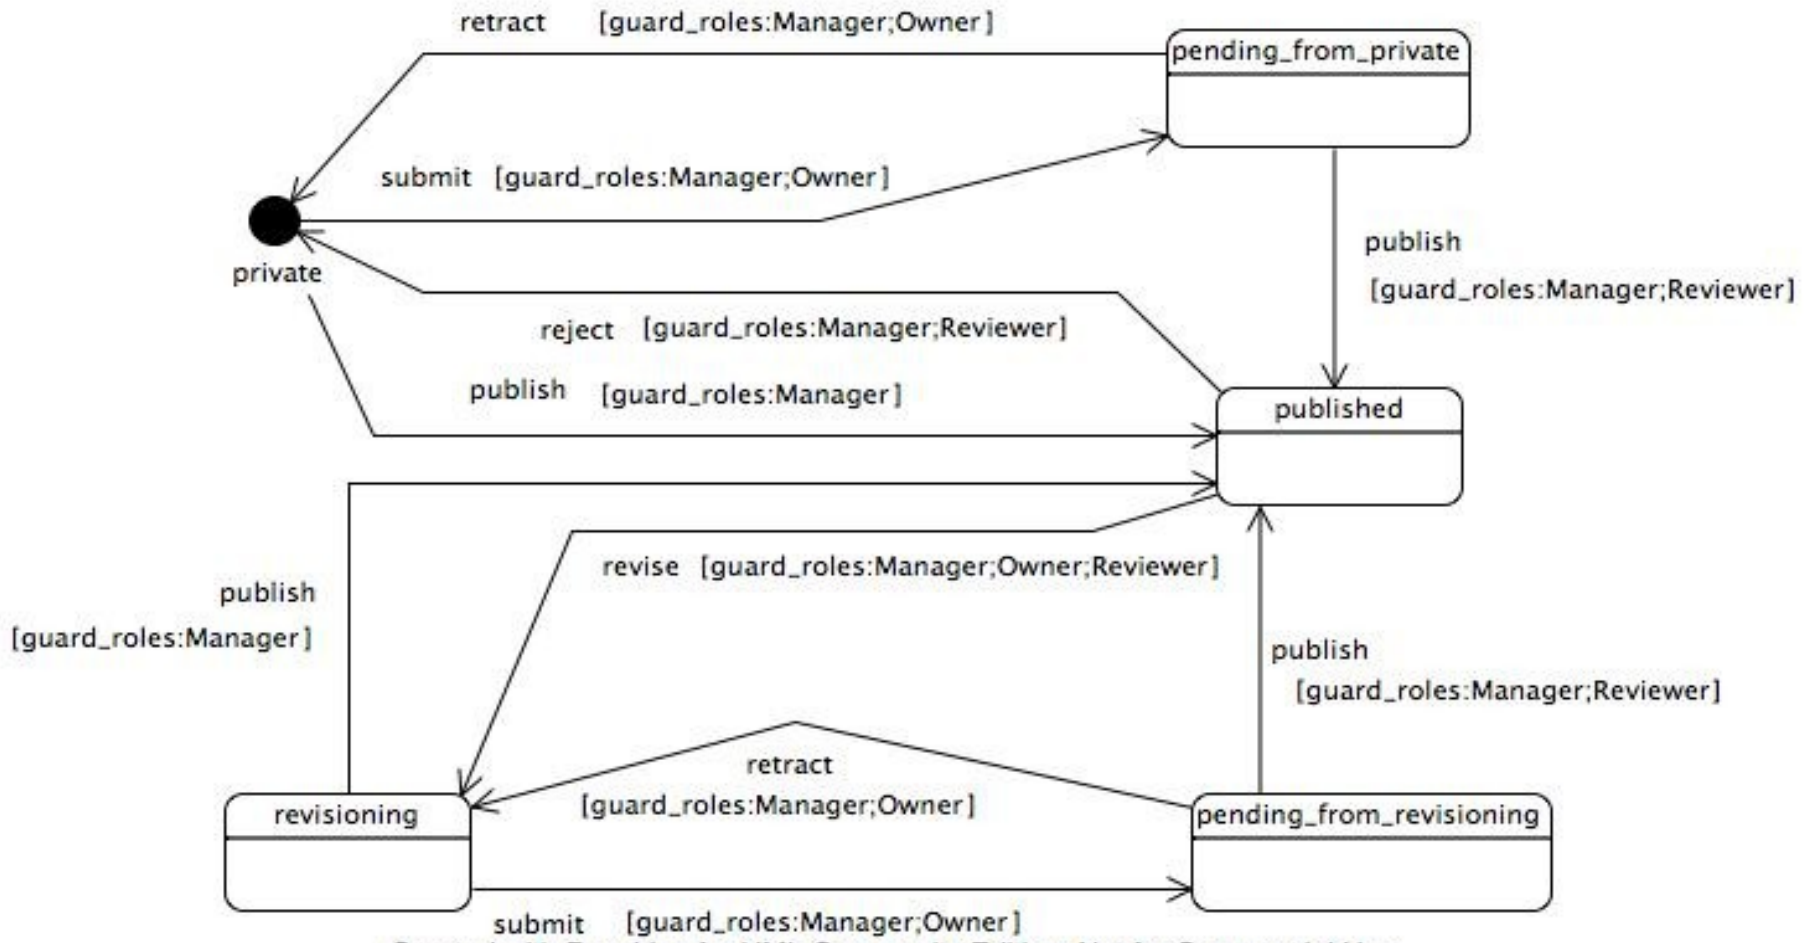 retract [guard_roles:Manager;Owner]
pending_from_private
submit [guard_roles:Manager;Owner]
private
publish
[guard_roles:Manager;Reviewer]
reject [guard_roles:Manager;Reviewer]
publish [guard_roles:Manager]
published
revise [guard_roles:Manager;Owner;Reviewer]
publish
[guard_roles:Manager]
publish
[guard_roles:Manager;Reviewer]
retract
[guard_roles:Manager;Owner]
revisioning
pending_from_revisioning
submit [guard_roles:Manager;Owner]